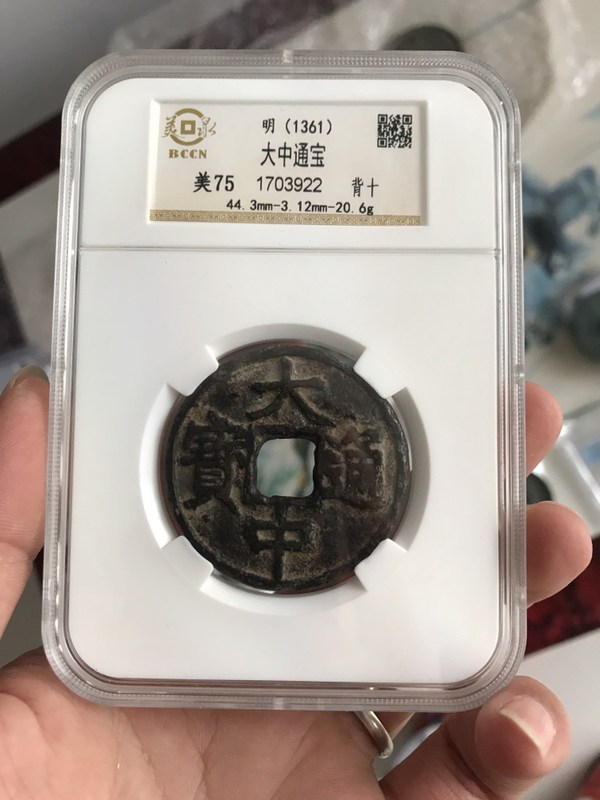 BCCN
明（1361）
大中通宝
美75 1703922 背十
44.3mm-3.12mm-20.6g
大中通寳